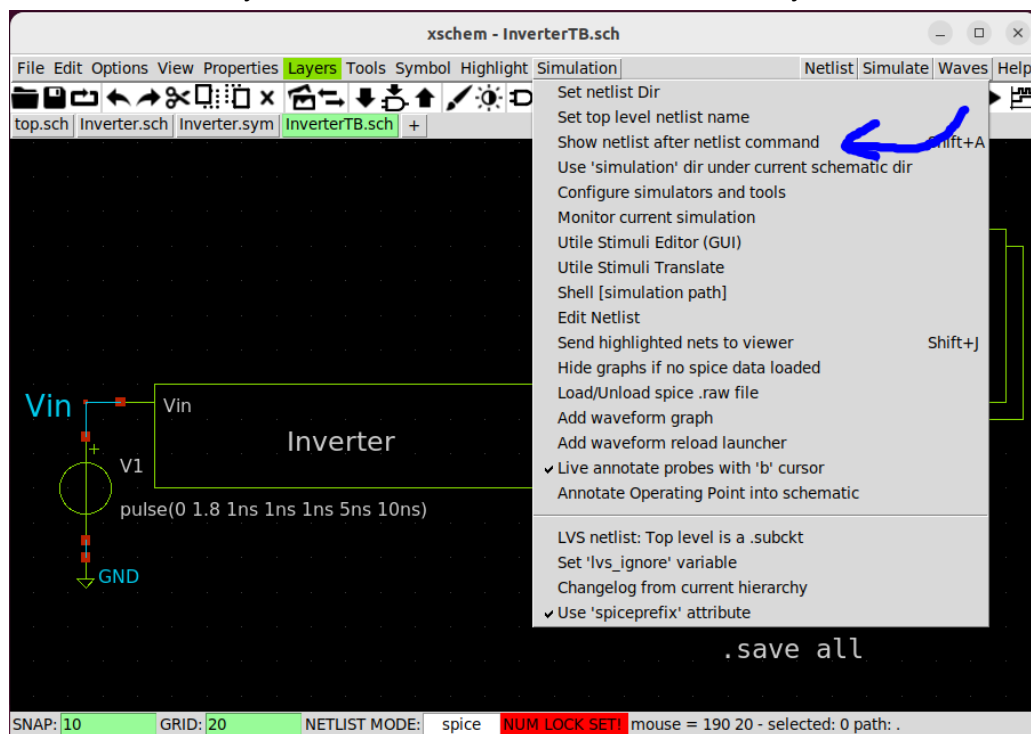 xschem - InverterTB.sch
File Edit Options View Properties Layers Tools Symbol Highlight Simulation Netlist Simulate Waves Help
top.sch Inverter.sch Inverter.sym InverterTB.sch +
Set netlist Dir
Set top level netlist name
Show netlist after netlist command Shift+A
Use 'simulation' dir under current schematic dir
Configure simulators and tools
Monitor current simulation
Utile Stimuli Editor (GUI)
Utile Stimuli Translate
Shell [simulation path]
Edit Netlist
Send highlighted nets to viewer Shift+J
Hide graphs if no spice data loaded
Load/Unload spice .raw file
Add waveform graph
Add waveform reload launcher
Live annotate probes with 'b' cursor
Annotate Operating Point into schematic
LVS netlist: Top level is a .subckt
Set 'lvs_ignore' variable
Changelog from current hierarchy
Use 'spiceprefix' attribute
Vin Vin
Inverter
+
V1
pulse(0 1.8 1ns 1ns 1ns 5ns 10ns)
GND
.save all
SNAP: 10 GRID: 20 NETLIST MODE: spice NUM LOCK SET! mouse = 190 20 - selected: 0 path: .